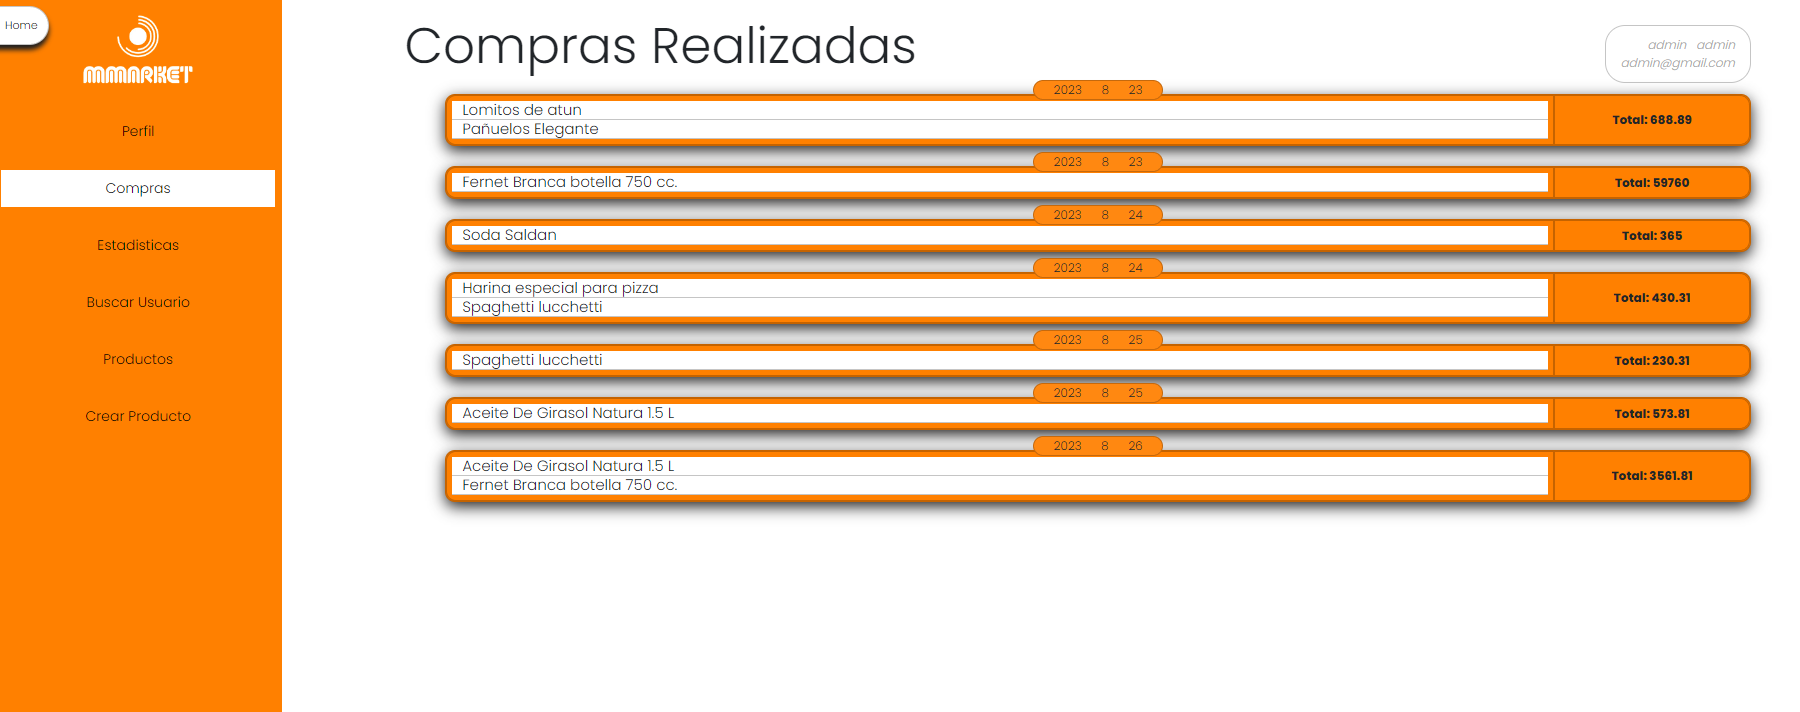 Home
MMARKET
Perfil
Compras
Estadisticas
Buscar Usuario
Productos
Crear Producto
Compras Realizadas
admin admin
admin@gmail.com
2023 8 23
Lomitos de atun
Pañuelos Elegante
Total: 688.89
2023 8 23
Fernet Branca botella 750 cc.
Total: 59760
2023 8 24
Soda Saldan
Total: 365
2023 8 24
Harina especial para pizza
Spaghetti lucchetti
Total: 430.31
2023 8 25
Spaghetti lucchetti
Total: 230.31
2023 8 25
Aceite De Girasol Natura 1.5 L
Total: 573.81
2023 8 26
Aceite De Girasol Natura 1.5 L
Fernet Branca botella 750 cc.
Total: 3561.81